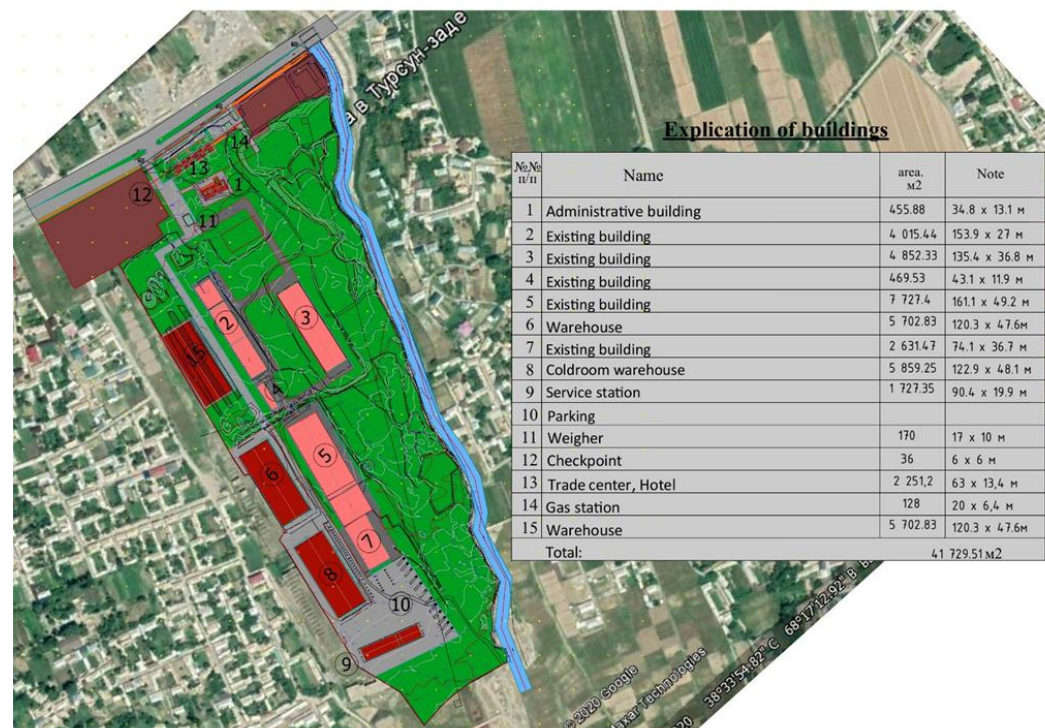 а в Турсун-заде
Explication of buildings
№№ п/п Name area. м2 Note
1 Administrative building 455.88 34.8 x 13.1 м
2 Existing building 4 015.44 153.9 x 27 м
3 Existing building 4 852.33 135.4 x 36.8 м
4 Existing building 469.53 43.1 x 11.9 м
5 Existing building 7 727.4 161.1 x 49.2 м
6 Warehouse 5 702.83 120.3 x 47.6м
7 Existing building 2 631.47 74.1 x 36.7 м
8 Coldroom warehouse 5 859.25 122.9 x 48.1 м
9 Service station 1 727.35 90.4 x 19.9 м
10 Parking
11 Weigher 170 17 x 10 м
12 Checkpoint 36 6 x 6 м
13 Trade center, Hotel 2 251,2 63 x 13,4 м
14 Gas station 128 20 x 6,4 м
15 Warehouse 5 702.83 120.3 x 47.6м
Total: 41 729.51 м2
14
13
1
12
11
2
3
15
4
5
6
7
8
10
9
© 2020 Google
Maxar Technologies
2020 38°33'54.82" С 68°17'12.92" В